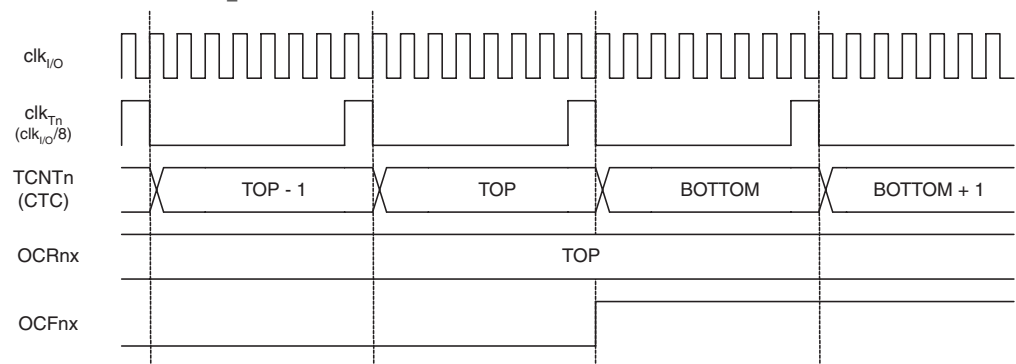 clkI/O
clkTn
(clkI/O/8)
TCNTn
(CTC)
TOP - 1
TOP
BOTTOM
BOTTOM + 1
OCRnx
TOP
OCFnx